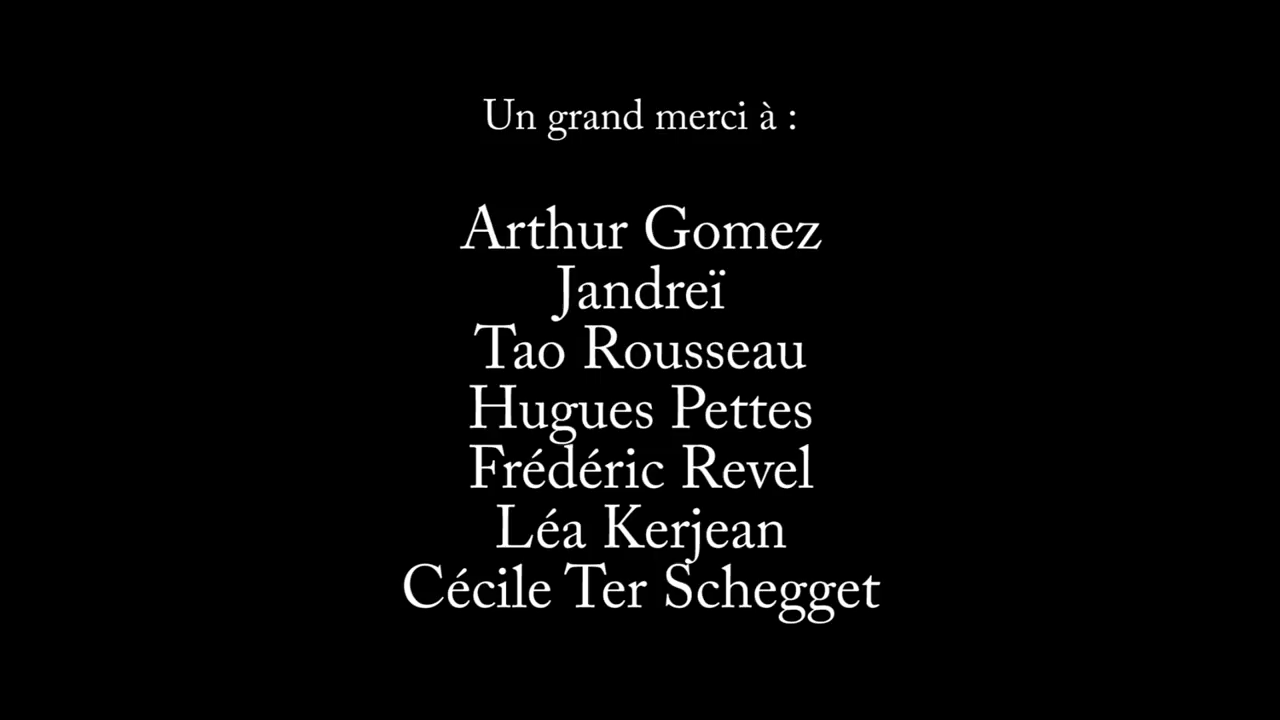 Un grand merci à :
Arthur Gomez
Jandreï
Tao Rousseau
Hugues Pettes
Frédéric Revel
Léa Kerjean
Cécile Ter Schegget